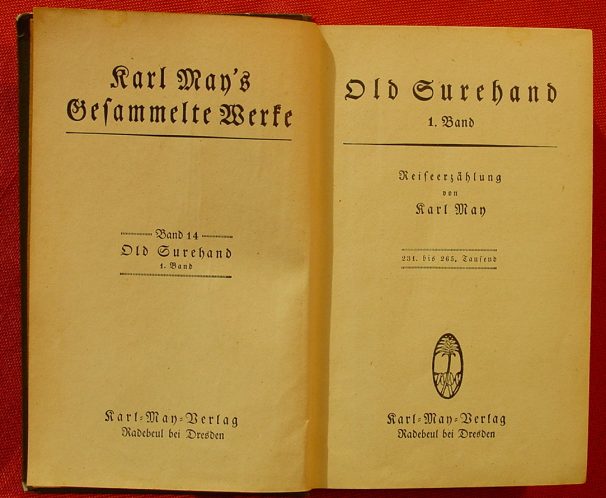 Karl May's
Gesammelte Werke
Band 14
Old Surehand
1. Band
Karl=May=Verlag
Radebeul bei Dresden
Old Surehand
1. Band
Reiseerzählung
von
Karl May
231. bis 265. Tausend
Karl=May=Verlag
Radebeul bei Dresden